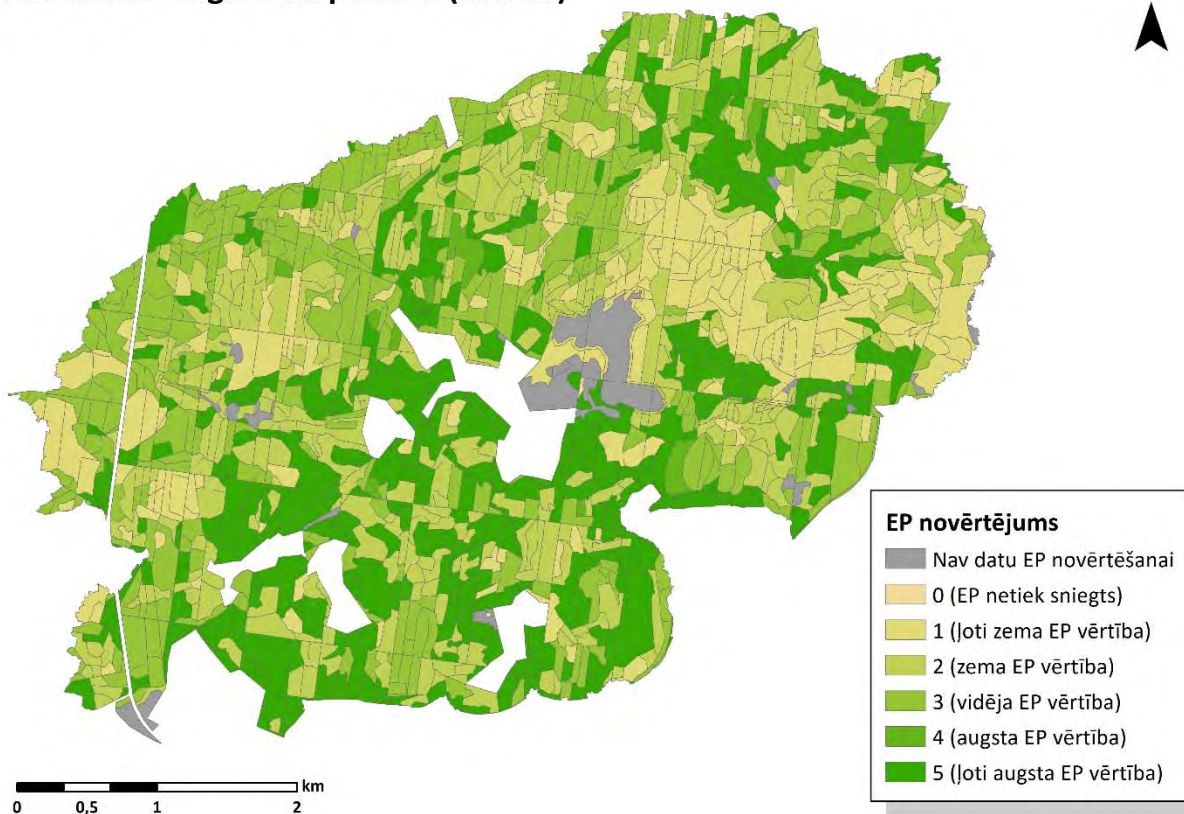 EP novērtējums
Nav datu EP novērtēšanai
0 (EP netiek sniegts)
1 (ļoti zema EP vērtība)
2 (zema EP vērtība)
3 (vidēja EP vērtība)
4 (augsta EP vērtība)
5 (ļoti augsta EP vērtība)
km
0 0,5 1 2